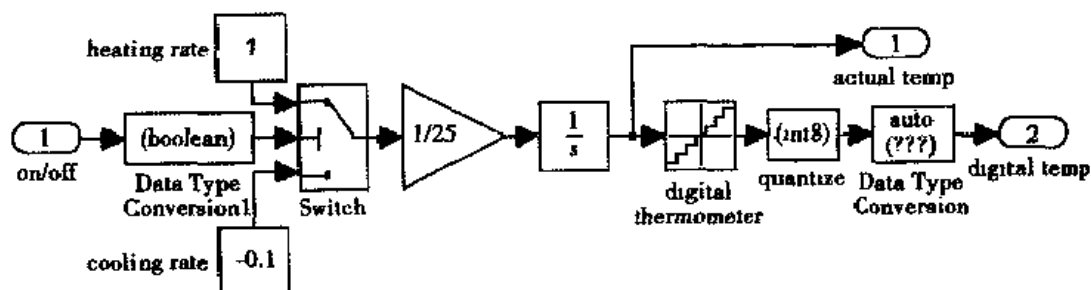 heating rate
1
1
on/off
(boolean)
Data Type
Conversion1
Switch
cooling rate
-0.1
1/25
1
s
1
actual temp
digital
thermometer
(int8)
quantize
auto
(???)
Data Type
Conversion
2
digital temp